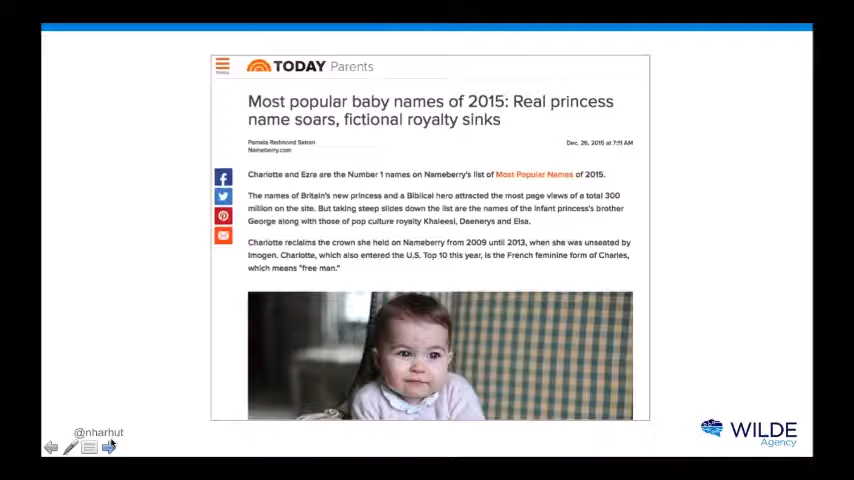 TODAY Parents
Most popular baby names of 2015: Real princess
name soars, fictional royalty sinks
Pamela Redmond Satran
Nameberry.com
Dec. 26, 2015 at 7:11 AM
Charlotte and Ezra are the Number 1 names on Nameberry's list of Most Popular Names of 2015.
The names of Britain's new princess and a Biblical hero attracted the most page views of a total 300
million on the site. But taking steep slides down the list are the names of the infant princess's brother
George along with those of pop culture royalty Khaleesi, Daenerys and Elsa.
Charlotte reclaims the crown she held on Nameberry from 2009 until 2013, when she was unseated by
Imogen. Charlotte, which also entered the U.S. Top 10 this year, is the French feminine form of Charles,
which means "free man."
@nharhut
WILDE
Agency